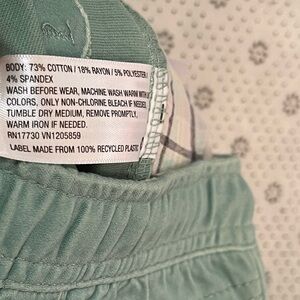 BODY: 73% COTTON / 18% RAYON / 5% POLYESTER /
4% SPANDEX
WASH BEFORE WEAR, MACHINE WASH WARM WITH
COLORS, ONLY NON-CHLORINE BLEACH IF NEEDED,
TUMBLE DRY MEDIUM, REMOVE PROMPTLY,
WARM IRON IF NEEDED.
RN17730 VN1205859
LABEL MADE FROM 100% RECYCLED PLASTIC